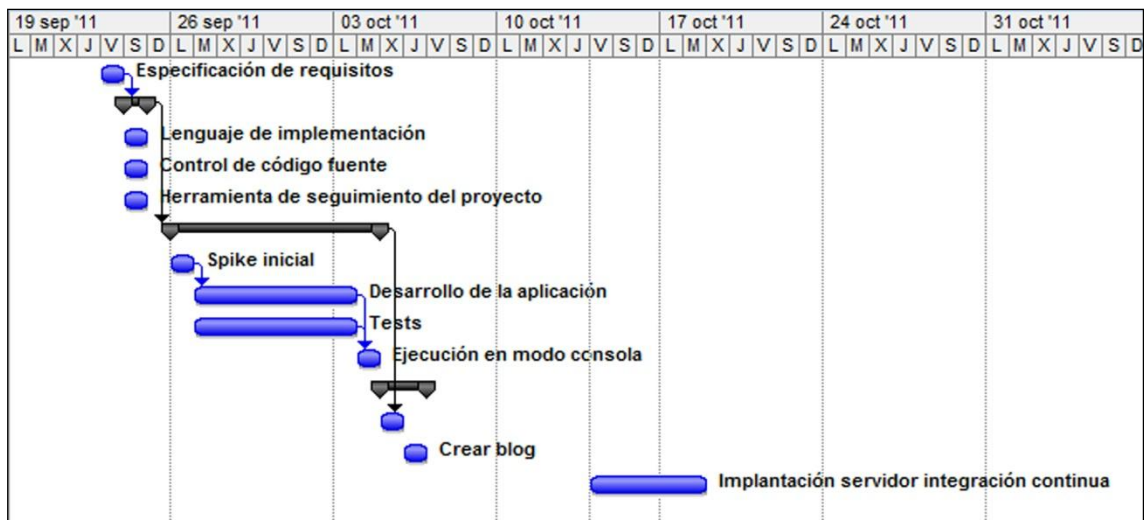 19 sep '11 26 sep '11 03 oct '11 10 oct '11 17 oct '11 24 oct '11 31 oct '11
L M X J V S D L M X J V S D L M X J V S D L M X J V S D L M X J V S D L M X J V S D L M X J V S D
Especificación de requisitos
Lenguaje de implementación
Control de código fuente
Herramienta de seguimiento del proyecto
Spike inicial
Desarrollo de la aplicación
Tests
Ejecución en modo consola
Crear blog
Implantación servidor integración continua